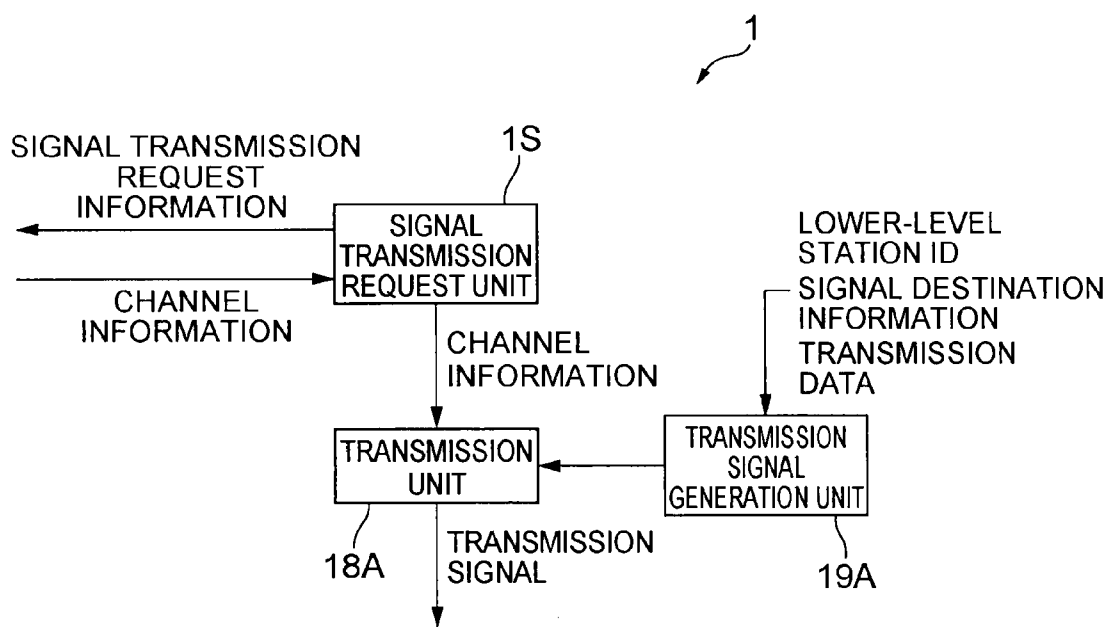 1
SIGNAL TRANSMISSION
REQUEST
INFORMATION
1S
SIGNAL
TRANSMISSION
REQUEST UNIT
CHANNEL
INFORMATION
LOWER-LEVEL
STATION ID
SIGNAL DESTINATION
INFORMATION
TRANSMISSION
DATA
CHANNEL
INFORMATION
TRANSMISSION
UNIT
TRANSMISSION
SIGNAL
GENERATION UNIT
18A
TRANSMISSION
SIGNAL
19A